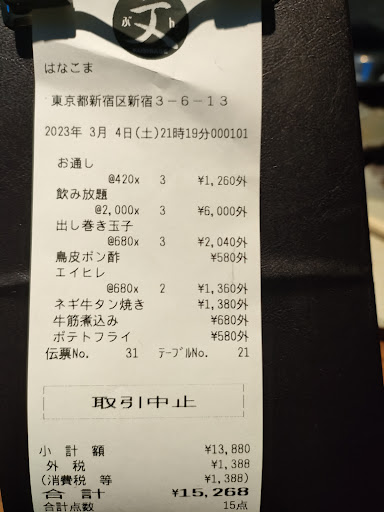 ぶ 丈 ん
はなこま
東京都新宿区新宿3-6-13
2023年 3月 4日(土)21時19分000101
お通し
@420x 3 ¥1,260外
飲み放題
@2,000x 3 ¥6,000外
出し巻き玉子
@680x 3 ¥2,040外
鳥皮ポン酢 ¥580外
エイヒレ
@680x 2 ¥1,360外
ネギ牛タン焼き ¥1,380外
牛筋煮込み ¥680外
ポテトフライ ¥580外
伝票No. 31 テーブルNo. 21
取引中止
小計額 ¥13,880
外税 ¥1,388
(消費税等 ¥1,388)
合計 ¥15,268
合計点数 15点